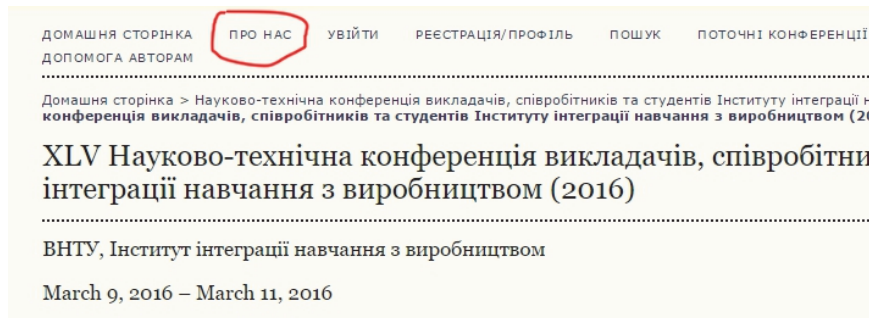 ДОМАШНЯ СТОРІНКА ПРО НАС УВІЙТИ РЕЄСТРАЦІЯ/ПРОФІЛЬ ПОШУК ПОТОЧНІ КОНФЕРЕНЦІЇ
ДОПОМОГА АВТОРАМ
Домашня сторінка > Науково-технічна конференція викладачів, співробітників та студентів Інституту інтеграції
конференція викладачів, співробітників та студентів Інституту інтеграції навчання з виробництвом
XLV Науково-технічна конференція викладачів,
інтеграції навчання з виробництвом (2016)
ВНТУ, Інститут інтеграції навчання з виробництвом
March 9, 2016 – March 11, 2016